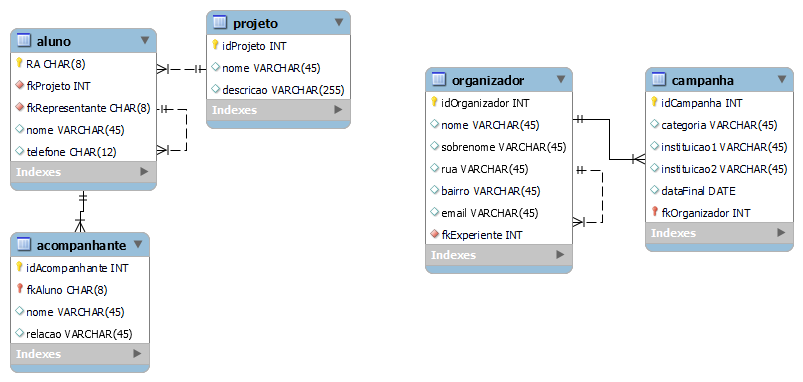 aluno
RA CHAR(8)
fkProjeto INT
fkRepresentante CHAR(8)
nome VARCHAR(45)
telefone CHAR(12)
Indexes
projeto
idProjeto INT
nome VARCHAR(45)
descricao VARCHAR(255)
Indexes
acompanhante
idAcompanhante INT
fkAluno CHAR(8)
nome VARCHAR(45)
relacao VARCHAR(45)
Indexes
organizador
idOrganizador INT
nome VARCHAR(45)
sobrenome VARCHAR(45)
rua VARCHAR(45)
bairro VARCHAR(45)
email VARCHAR(45)
fkExperiente INT
Indexes
campanha
idCampanha INT
categoria VARCHAR(45)
instituicao1 VARCHAR(45)
instituicao2 VARCHAR(45)
dataFinal DATE
fkOrganizador INT
Indexes